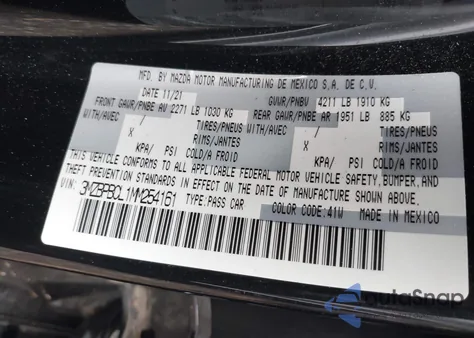 MFD. BY MAZDA MOTOR MANUFACTURING DE MEXICO S.A. DE C.V.
DATE 11/21 GVWR/PNBV 4211 LB 1910 KG
FRONT GAWR/PNBE AV 2271 LB 1030 KG REAR GAWR/PNBE AR 1951 LB 885 KG
WITH/AVEC TIRES/PNEUS WITH/AVEC TIRES/PNEUS
X RIMS/JANTES X RIMS/JANTES
/ KPA/ PSI COLD/A FROID / KPA/ PSI COLD/A FROID
THIS VEHICLE CONFORMS TO ALL APPLICABLE FEDERAL MOTOR VEHICLE SAFETY, BUMPER, AND
THEFT PREVENTION STANDARDS IN EFFECT ON THE DATE OF MANUFACTURE SHOWN ABOVE.
VIN: 3MZBPBCL1MM254161 TYPE: PASS CAR COLOR CODE: 41W MADE IN MEXICO
AutaSnap